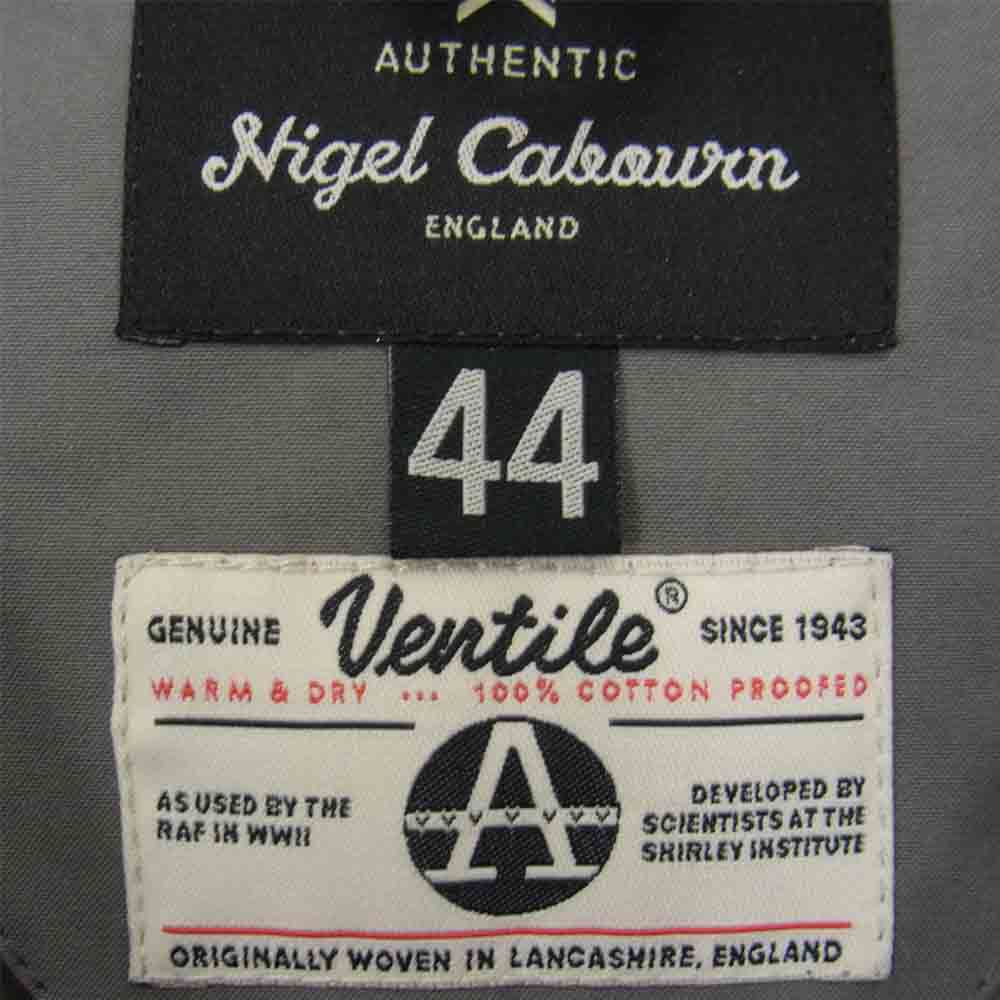 AUTHENTIC
Nigel Cabourn
ENGLAND
44
GENUINE Ventile® SINCE 1943
WARM & DRY ... 100% COTTON PROOFED
A
AS USED BY THE
RAF IN WWII
DEVELOPED BY
SCIENTISTS AT THE
SHIRLEY INSTITUTE
ORIGINALLY WOVEN IN LANCASHIRE, ENGLAND